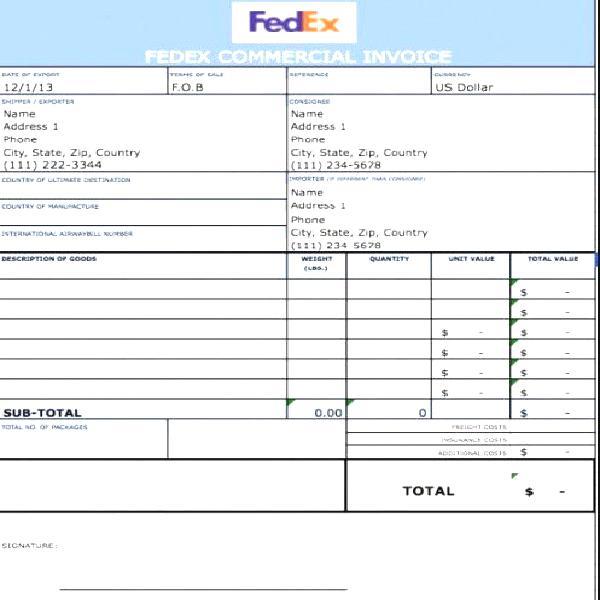 FedEx
FEDEX COMMERCIAL INVOICE
DATE OF EXPORT TERMS OF SALE REFERENCE CURRENCY
12/1/13 F.O.B US Dollar
SHIPPER / EXPORTER CONSIGNEE
Name Name
Address 1 Address 1
Phone Phone
City, State, Zip, Country City, State, Zip, Country
(111) 222-3344 (111) 234-5678
COUNTRY OF ULTIMATE DESTINATION IMPORTER (IF DIFFERENT THAN CONSIGNEE)
Name
COUNTRY OF MANUFACTURE Address 1
Phone
INTERNATIONAL AIRWAYBILL NUMBER City, State, Zip, Country
(111) 234 5678
DESCRIPTION OF GOODS WEIGHT QUANTITY UNIT VALUE TOTAL VALUE
(LBS.)
$ -
$ -
$ - $ -
$ - $ -
$ - $ -
$ - $ -
SUB-TOTAL 0.00 0 $ -
TOTAL NO. OF PACKAGES FREIGHT COSTS
INSURANCE COSTS
ADDITIONAL COSTS $ -
TOTAL $ -
SIGNATURE: